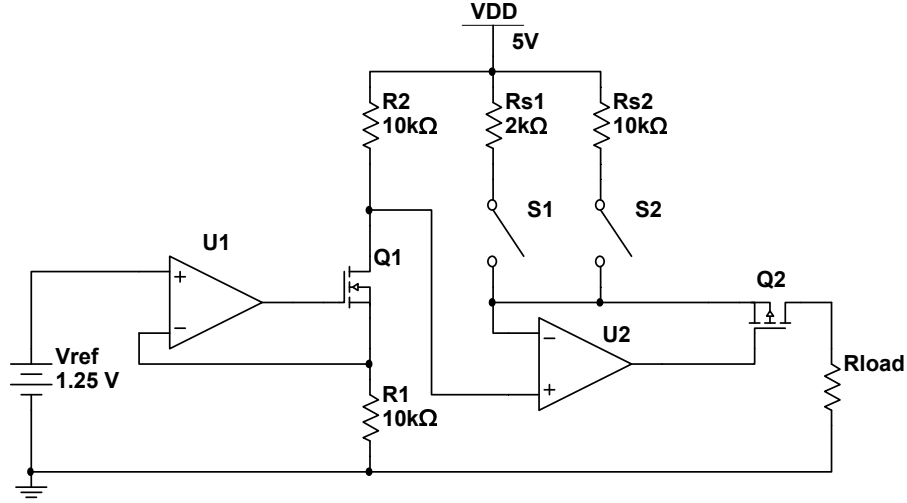 VDD
5V
R2
10kΩ
Rs1
2kΩ
Rs2
10kΩ
S1
S2
U1
Q1
Q2
+
−
−
U2
+
Vref
1.25 V
R1
10kΩ
Rload